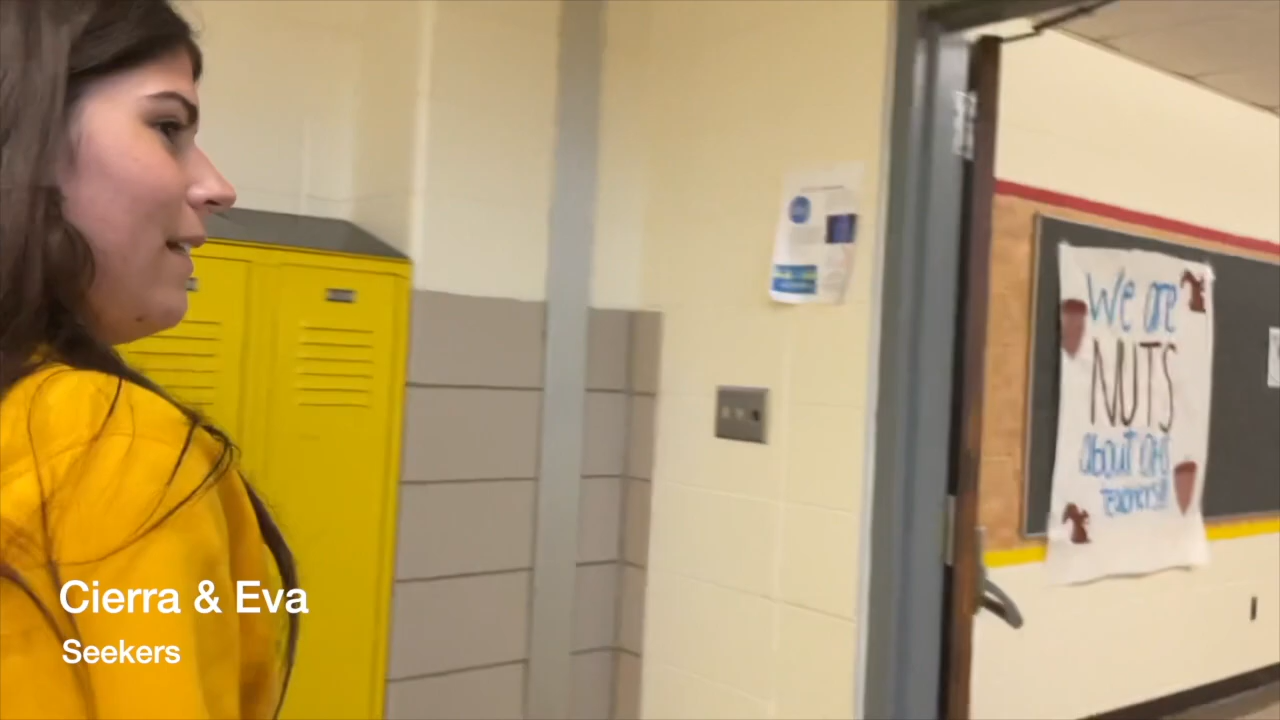 Cierra & Eva
Seekers
We are
NUTS
about OHS
teachers!!!